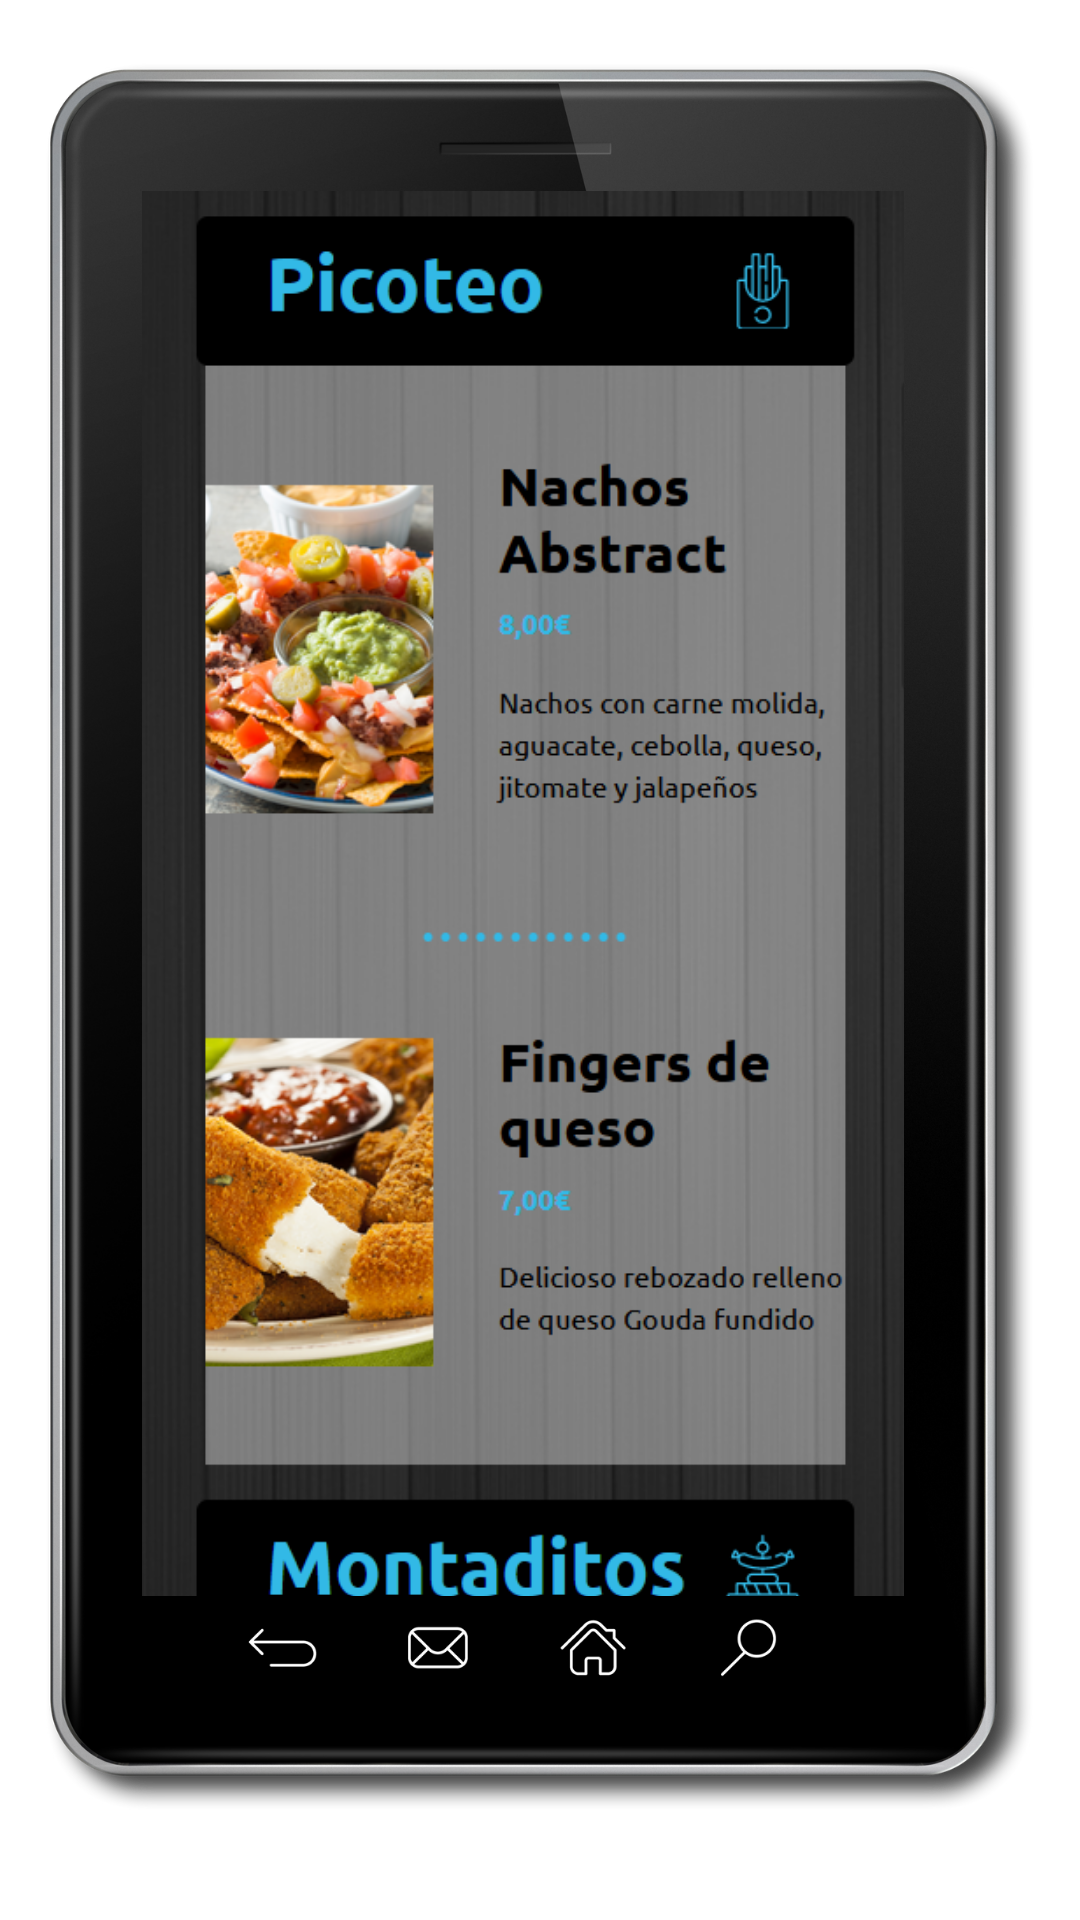 Picoteo
Nachos
Abstract
8,00€
Nachos con carne molida,
aguacate, cebolla, queso,
jitomate y jalapeños
Fingers de
queso
7,00€
Delicioso rebozado relleno
de queso Gouda fundido
Montaditos